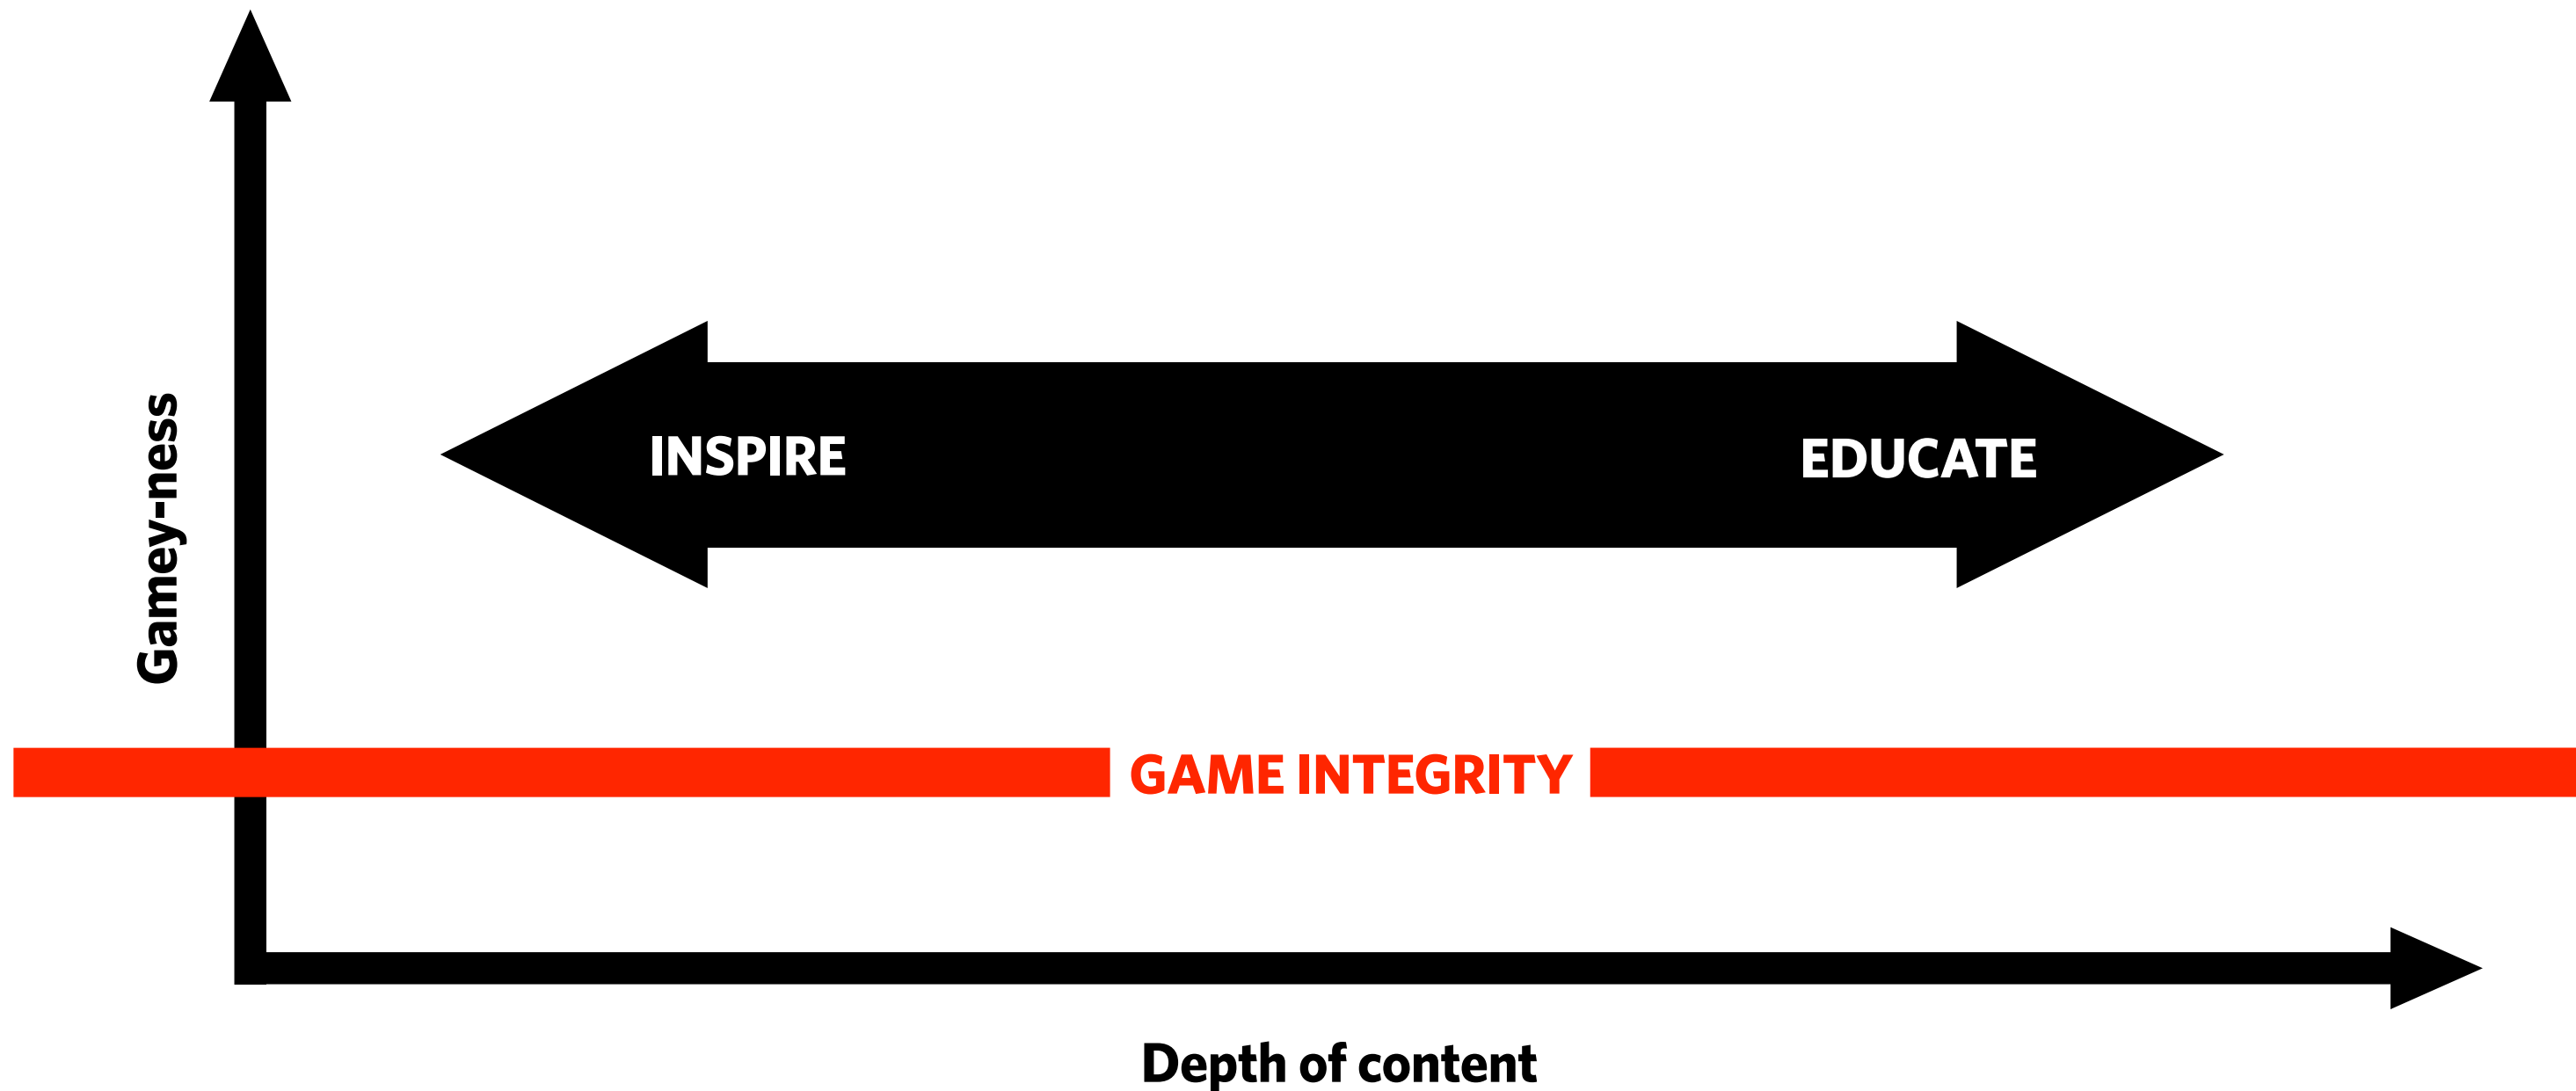 Gamey-ness
INSPIRE
EDUCATE
GAME INTEGRITY
Depth of content